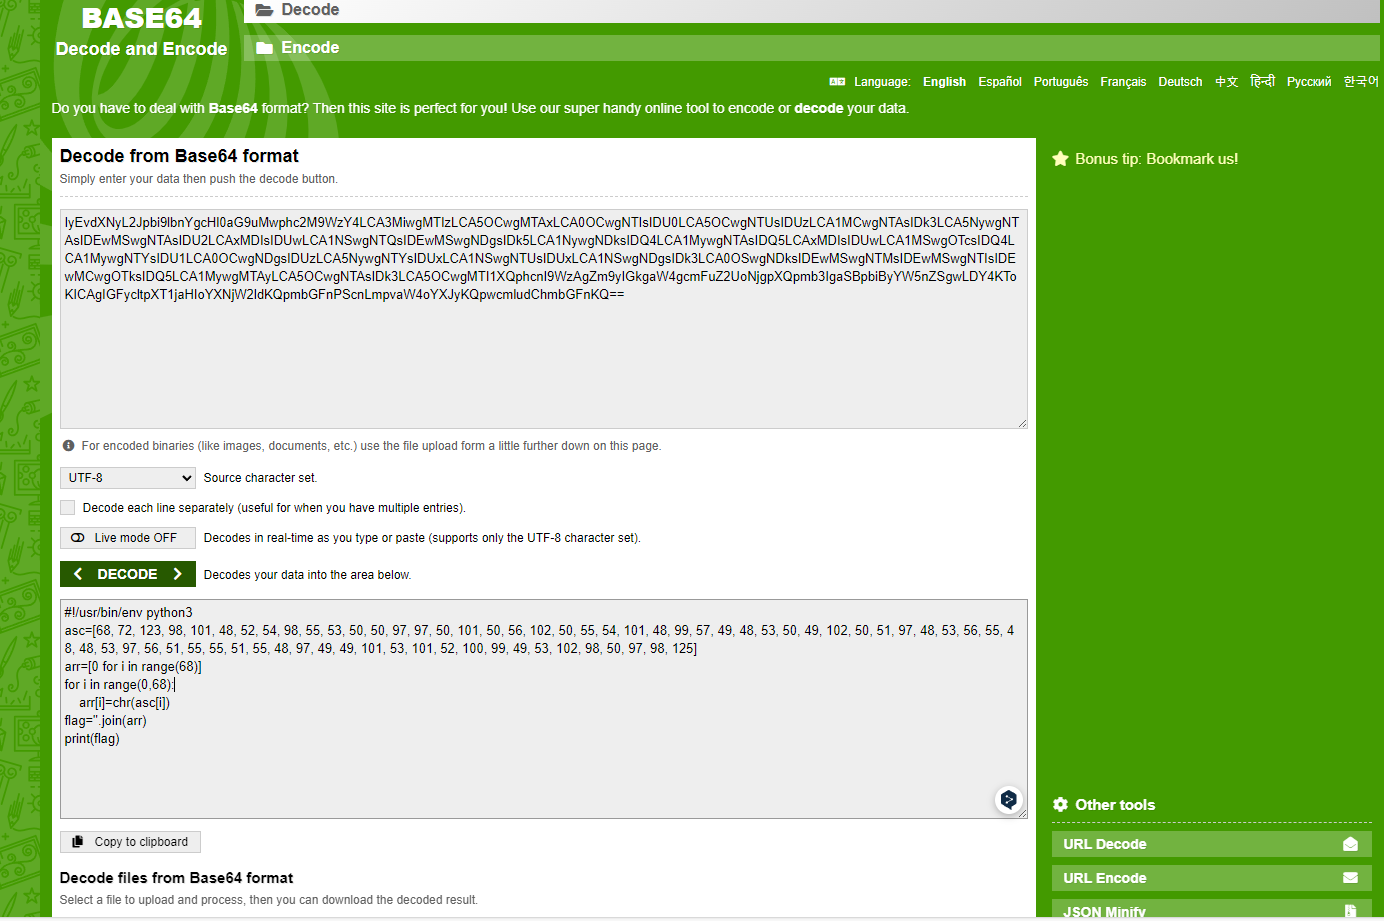 BASE64
Decode and Encode
Decode
Encode
Language: English Español Português Français Deutsch 中文 हिन्दी Русский 한국어
Do you have to deal with Base64 format? Then this site is perfect for you! Use our super handy online tool to encode or decode your data.
Decode from Base64 format
Simply enter your data then push the decode button.
IyEvdXNyL2Jpbi9lbnYgcHl0aG9uMwphc2M9WzY4LCA3MiwgMTIzLCA5OCwgMTAxLCA0OCwgNTIsIDU0LCA5OCwgNTUsIDUzLCA1MCwgNTAsIDk3LCA5NywgNT
AsIDEwMSwgNTAsIDU2LCAxMDIsIDUwLCA1NSwgNTQsIDEwMSwgNDgsIDk5LCA1NywgNDksIDQ4LCA1MywgNTAsIDQ5LCAxMDIsIDUwLCA1MSwgOTcsIDQ4L
CA1MywgNTYsIDU1LCA0OCwgNDgsIDUzLCA5NywgNTYsIDUxLCA1NSwgNTUsIDUxLCA1NSwgNDgsIDk3LCA0OSwgNDksIDEwMSwgNTMsIDEwMSwgNTIsIDE
wMCwgOTksIDQ5LCA1MywgMTAyLCA5OCwgNTAsIDk3LCA5OCwgMTI1XQphcnI9WzAgZm9yIGkgaW4gcmFuZ2UoNjgpXQpmb3IgaSBpbiByYW5nZSgwLDY4KTo
KICAgIGFycltpXT1jaHIoYXNjW2ldKQpmbGFnPScnLmpvaW4oYXJyKQpwcmludChmbGFnKQ==
For encoded binaries (like images, documents, etc.) use the file upload form a little further down on this page.
UTF-8 Source character set.
Decode each line separately (useful for when you have multiple entries).
Live mode OFF Decodes in real-time as you type or paste (supports only the UTF-8 character set).
DECODE Decodes your data into the area below.
#!/usr/bin/env python3
asc=[68, 72, 123, 98, 101, 48, 52, 54, 98, 55, 53, 50, 50, 97, 97, 50, 101, 50, 56, 102, 50, 55, 54, 101, 48, 99, 57, 49, 48, 53, 50, 49, 102, 50, 51, 97, 48, 53, 56, 55, 4
8, 48, 53, 97, 56, 51, 55, 55, 51, 55, 48, 97, 49, 49, 101, 53, 101, 52, 100, 99, 49, 53, 102, 98, 50, 97, 98, 125]
arr=[0 for i in range(68)]
for i in range(0,68):
    arr[i]=chr(asc[i])
flag=''.join(arr)
print(flag)
Copy to clipboard
Decode files from Base64 format
Select a file to upload and process, then you can download the decoded result.
Bonus tip: Bookmark us!
Other tools
URL Decode
URL Encode
JSON Minify